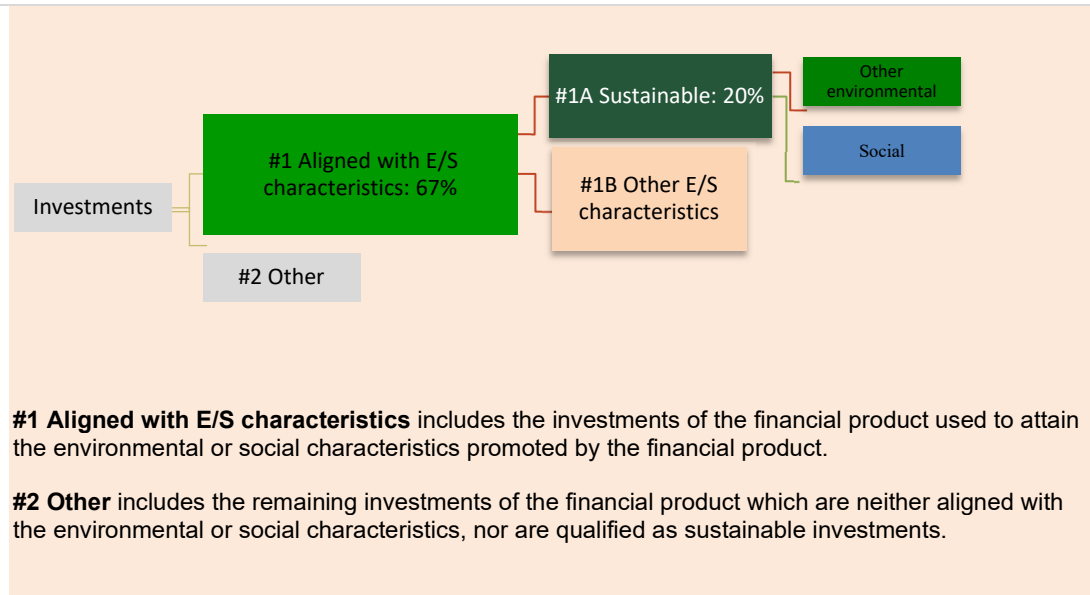 Investments
#1 Aligned with E/S
characteristics: 67%
#2 Other
#1A Sustainable: 20%
#1B Other E/S
characteristics
Other
environmental
Social
#1 Aligned with E/S characteristics includes the investments of the financial product used to attain
the environmental or social characteristics promoted by the financial product.
#2 Other includes the remaining investments of the financial product which are neither aligned with
the environmental or social characteristics, nor are qualified as sustainable investments.